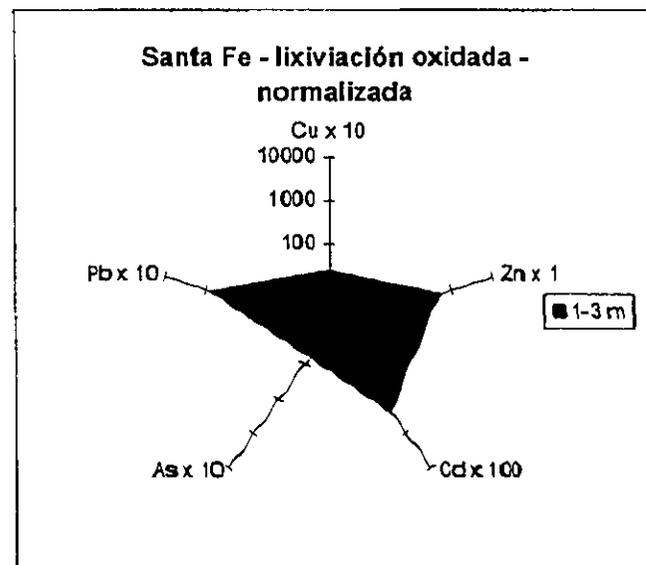 Santa Fe - lixiviación oxidada -
normalizada
Cu x 10
10000
1000
100
Pb x 10
Zn x 1
1-3 m
As x 10
Cd x 100